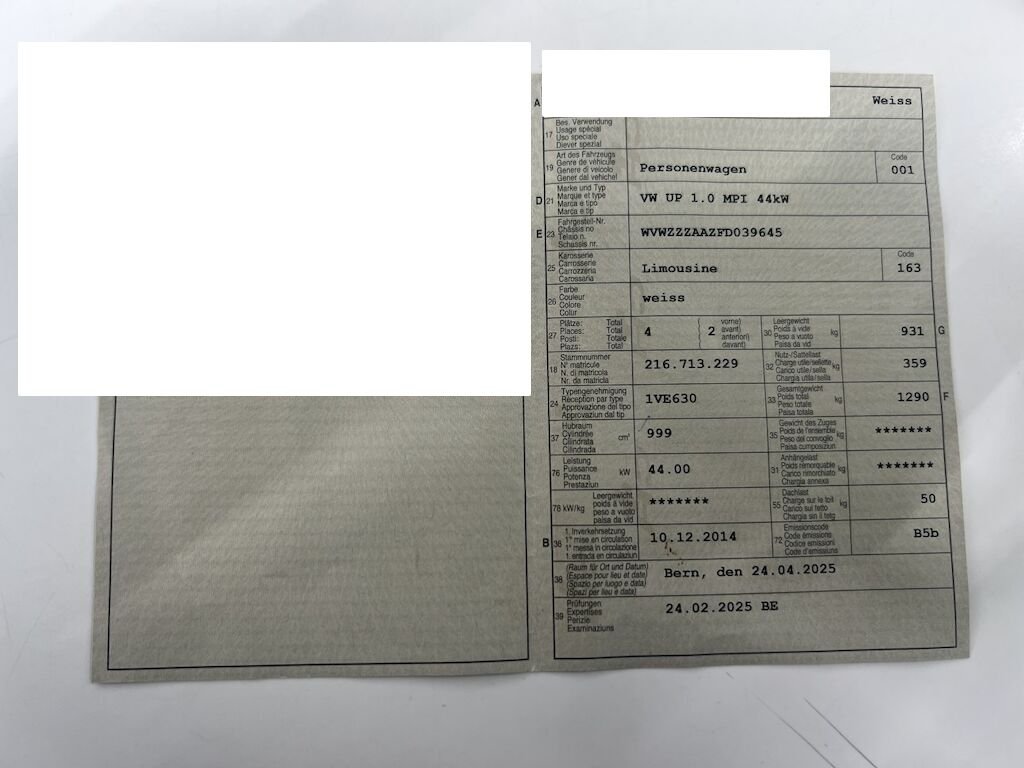 A
Weiss
17
Bes. Verwendung
Usage spécial
Uso speciale
Diever spezial
19
Art des Fahrzeugs
Genre de véhicule
Genere di veicolo
Gener dal vehichel
Personenwagen
Code
001
D 21
Marke und Typ
Marque et type
Marca e tipo
Marca e tip
VW UP 1.0 MPI 44kW
E 23
Fahrgestell-Nr.
Châssis no
Telaio n.
Schassis nr.
WVWZZZAAZFD039645
25
Karosserie
Carrosserie
Carrozzeria
Carossaria
Limousine
Code
163
26
Farbe
Couleur
Colore
Colur
weiss
27
Plätze: Total
Places: Total
Posti: Totale
Plazs: Total
4
( 2 vorne)
( avant)
( anteriori)
( davant)
30
Leergewicht
Poids à vide
Peso a vuoto
Paisa da vid
kg
931 G
18
Stammnummer
N° matricule
N. di matricola
Nr. da matricla
216.713.229
32
Nutz-/Sattellast
Charge utile/sellette
Carico utile/sella
Chargia utila/sella
kg
359
24
Typengenehmigung
Réception par type
Approvazione del tipo
Approvaziun dal tip
1VE630
33
Gesamtgewicht
Poids total
Peso totale
Paisa totala
kg
1290 F
37
Hubraum
Cylindrée
Cilindrata
Cilindrada
cm³
999
35
Gewicht des Zuges
Poids de l'ensemble
Peso del convoglio
Paisa cumposiziun
kg
*******
76
Leistung
Puissance
Potenza
Prestaziun
kW
44.00
31
Anhängelast
Poids remorquable
Carico rimorchiato
Chargia annexa
kg
*******
78 kW/kg
Leergewicht
poids à vide
peso a vuoto
paisa da vid
*******
55
Dachlast
Charge sur le toit
Carico sul tetto
Chargia sin il tetg
kg
50
B 36
1. Inverkehrsetzung
1re mise en circulation
1a messa in circolazione
1. entrada en circulaziun
10.12.2014
72
Emissionscode
Code émissions
Codice emissioni
Code d'emissiuns
B5b
38
(Raum für Ort und Datum)
(Espace pour lieu et date)
(Spazio per luogo e data)
(Spazi per lieu e data)
Bern, den 24.04.2025
39
Prüfungen
Expertises
Perizie
Examinaziuns
24.02.2025 BE